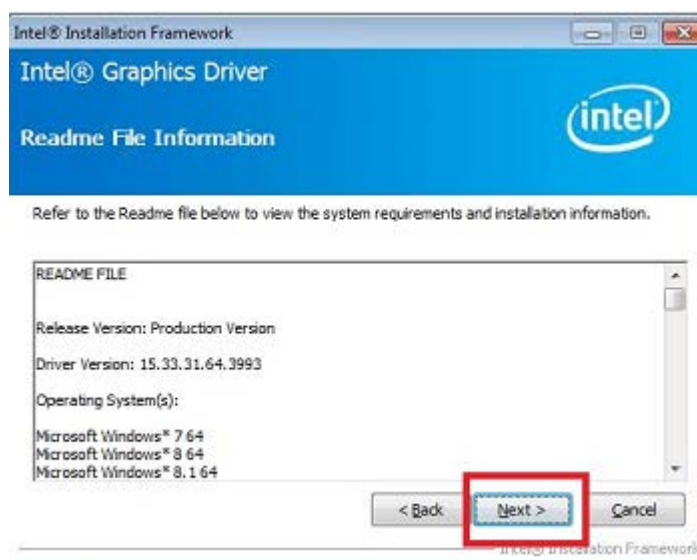 Intel® Installation Framework
Intel® Graphics Driver
intel
Readme File Information
Refer to the Readme file below to view the system requirements and installation information.
README FILE
Release Version: Production Version
Driver Version: 15.33.31.64.3993
Operating System(s):
Microsoft Windows* 7 64
Microsoft Windows* 8 64
Microsoft Windows* 8.1 64
< Back Next > Cancel
Intel® Installation Framework